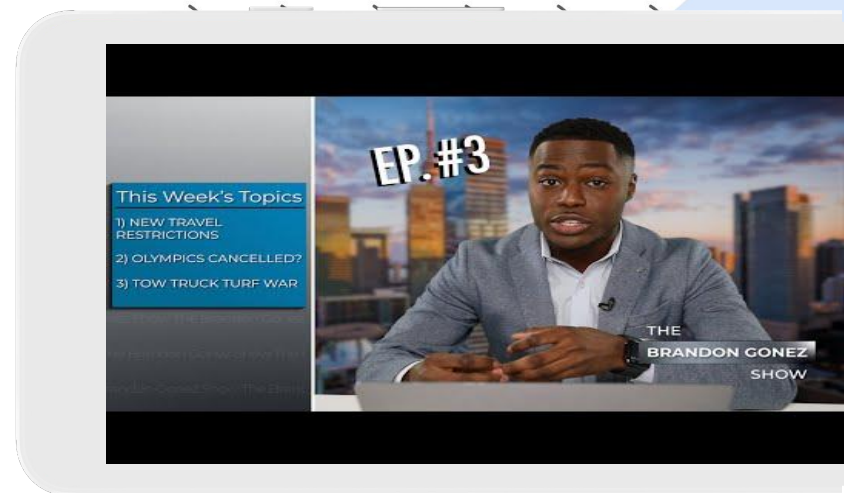 This Week's Topics
1) NEW TRAVEL
RESTRICTIONS
2) OLYMPICS CANCELLED?
3) TOW TRUCK TURF WAR
EP. #3
THE
BRANDON GONEZ
SHOW